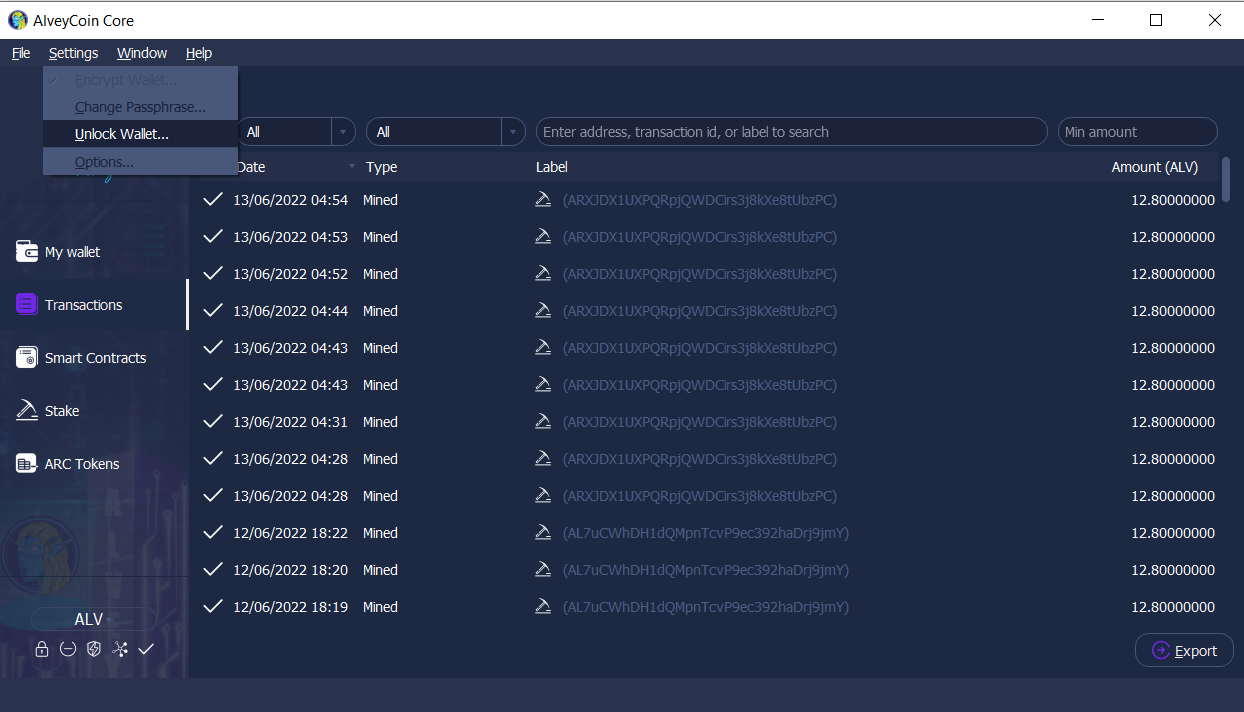 AlveyCoin Core
File Settings Window Help
Encrypt Wallet...
Change Passphrase...
Unlock Wallet...
Options...
All All Enter address, transaction id, or label to search Min amount
Date Type Label Amount (ALV)
13/06/2022 04:54 Mined (ARXJDX1UXPQRpjQWDCirs3j8kXe8tUbzPC) 12.80000000
13/06/2022 04:53 Mined (ARXJDX1UXPQRpjQWDCirs3j8kXe8tUbzPC) 12.80000000
13/06/2022 04:52 Mined (ARXJDX1UXPQRpjQWDCirs3j8kXe8tUbzPC) 12.80000000
13/06/2022 04:44 Mined (ARXJDX1UXPQRpjQWDCirs3j8kXe8tUbzPC) 12.80000000
13/06/2022 04:43 Mined (ARXJDX1UXPQRpjQWDCirs3j8kXe8tUbzPC) 12.80000000
13/06/2022 04:43 Mined (ARXJDX1UXPQRpjQWDCirs3j8kXe8tUbzPC) 12.80000000
13/06/2022 04:31 Mined (ARXJDX1UXPQRpjQWDCirs3j8kXe8tUbzPC) 12.80000000
13/06/2022 04:28 Mined (ARXJDX1UXPQRpjQWDCirs3j8kXe8tUbzPC) 12.80000000
13/06/2022 04:28 Mined (ARXJDX1UXPQRpjQWDCirs3j8kXe8tUbzPC) 12.80000000
12/06/2022 18:22 Mined (AL7uCWhDH1dQMpnTcvP9ec392haDrj9jmY) 12.80000000
12/06/2022 18:20 Mined (AL7uCWhDH1dQMpnTcvP9ec392haDrj9jmY) 12.80000000
12/06/2022 18:19 Mined (AL7uCWhDH1dQMpnTcvP9ec392haDrj9jmY) 12.80000000
My wallet
Transactions
Smart Contracts
Stake
ARC Tokens
ALVEY
ALV
Export